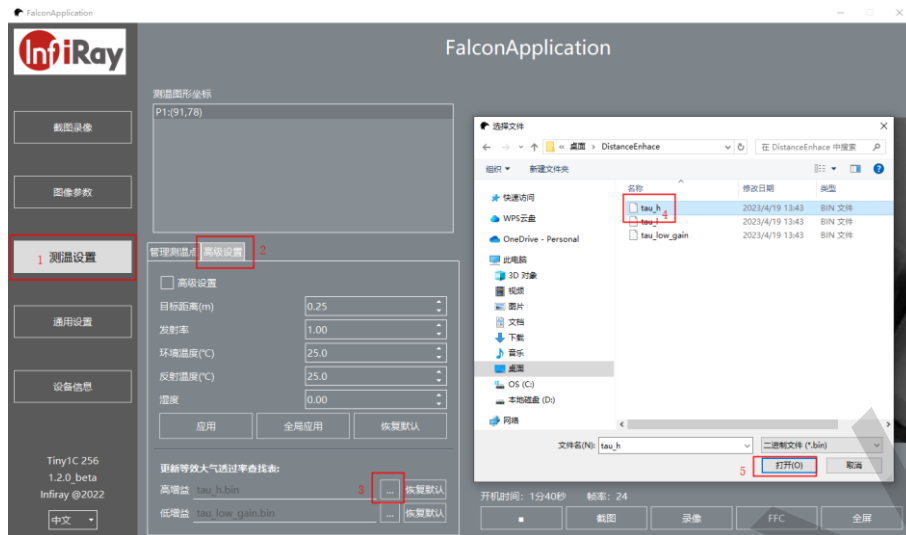 FalconApplication
InfiRay
FalconApplication
截图录像
图像参数
1 测温设置
通用设置
设备信息
Tiny1C 256
1.2.0_beta
Infiray @2022
中文
测温图形坐标
P1:(91,78)
管理测温点 高级设置 2
高级设置
目标距离(m) 0.25
发射率 1.00
环境温度(℃) 25.0
反射温度(℃) 25.0
湿度 0.00
应用 全局应用 恢复默认
更新等效大气透过率查找表:
高增益 tau_h.bin 3 ... 恢复默认
低增益 tau_low_gain.bin ... 恢复默认
选择文件
« 桌面 › DistanceEnhace 在 DistanceEnhace 中搜索
组织 新建文件夹
名称 修改日期 类型
快速访问
WPS云盘
OneDrive - Personal
此电脑
3D 对象
视频
图片
文档
下载
音乐
桌面
OS (C:)
本地磁盘 (D:)
网络
tau_h 4 2023/4/19 13:43 BIN 文件
tau_l 2023/4/19 13:43 BIN 文件
tau_low_gain 2023/4/19 13:43 BIN 文件
文件名(N): tau_h 二进制文件 (*.bin)
5 打开(O) 取消
开机时间: 1分40秒 帧率: 24
截图 录像 FFC 全屏